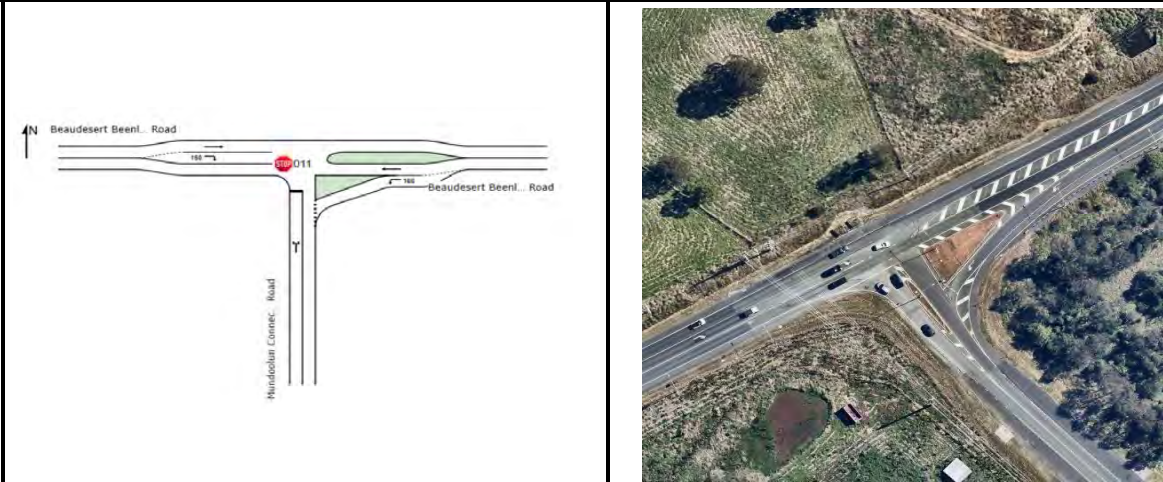 N
Beaudesert Beenl... Road
160
STOP 011
160
Beaudesert Beenl... Road
Mundoolun Connec... Road